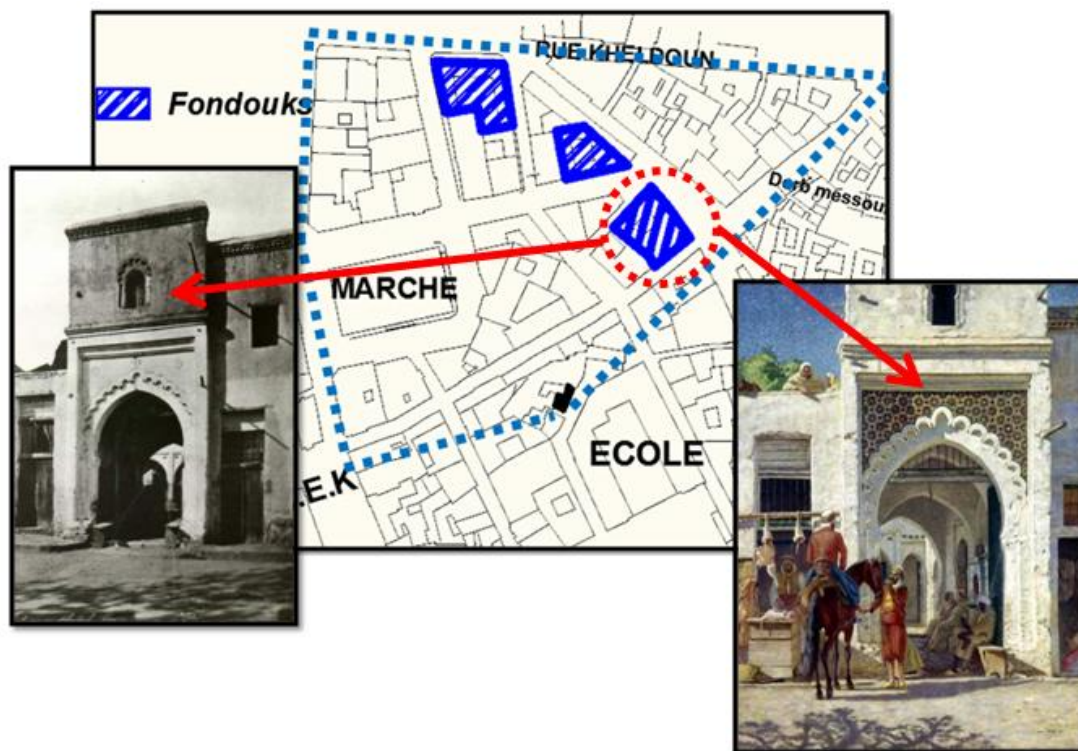 RUE KHELDOUN
Fondouks
Derb messou
MARCHE
ECOLE
.E.K